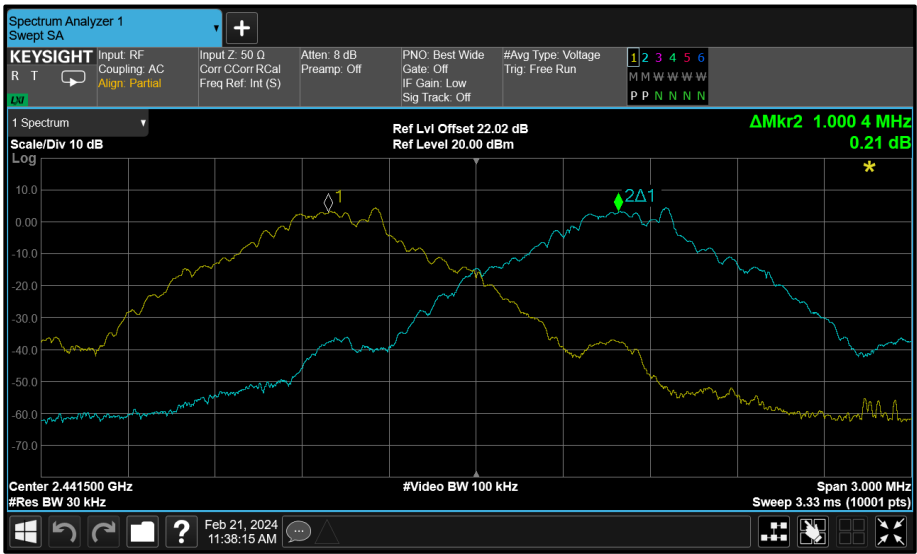 Spectrum Analyzer 1
Swept SA
+
KEYSIGHT Input: RF Input Z: 50 Ω Atten: 8 dB PNO: Best Wide #Avg Type: Voltage 1 2 3 4 5 6
R T Coupling: AC Corr CCorr RCal Preamp: Off Gate: Off Trig: Free Run M M W W W W
Align: Partial Freq Ref: Int (S) IF Gain: Low P P N N N N
LXI Sig Track: Off
1 Spectrum Ref Lvl Offset 22.02 dB ΔMkr2 1.000 4 MHz
Scale/Div 10 dB Ref Level 20.00 dBm 0.21 dB
Log
*
10.0
1 2Δ1
0.00
-10.0
-20.0
-30.0
-40.0
-50.0
-60.0
-70.0
Center 2.441500 GHz #Video BW 100 kHz Span 3.000 MHz
#Res BW 30 kHz Sweep 3.33 ms (10001 pts)
? Feb 21, 2024
11:38:15 AM